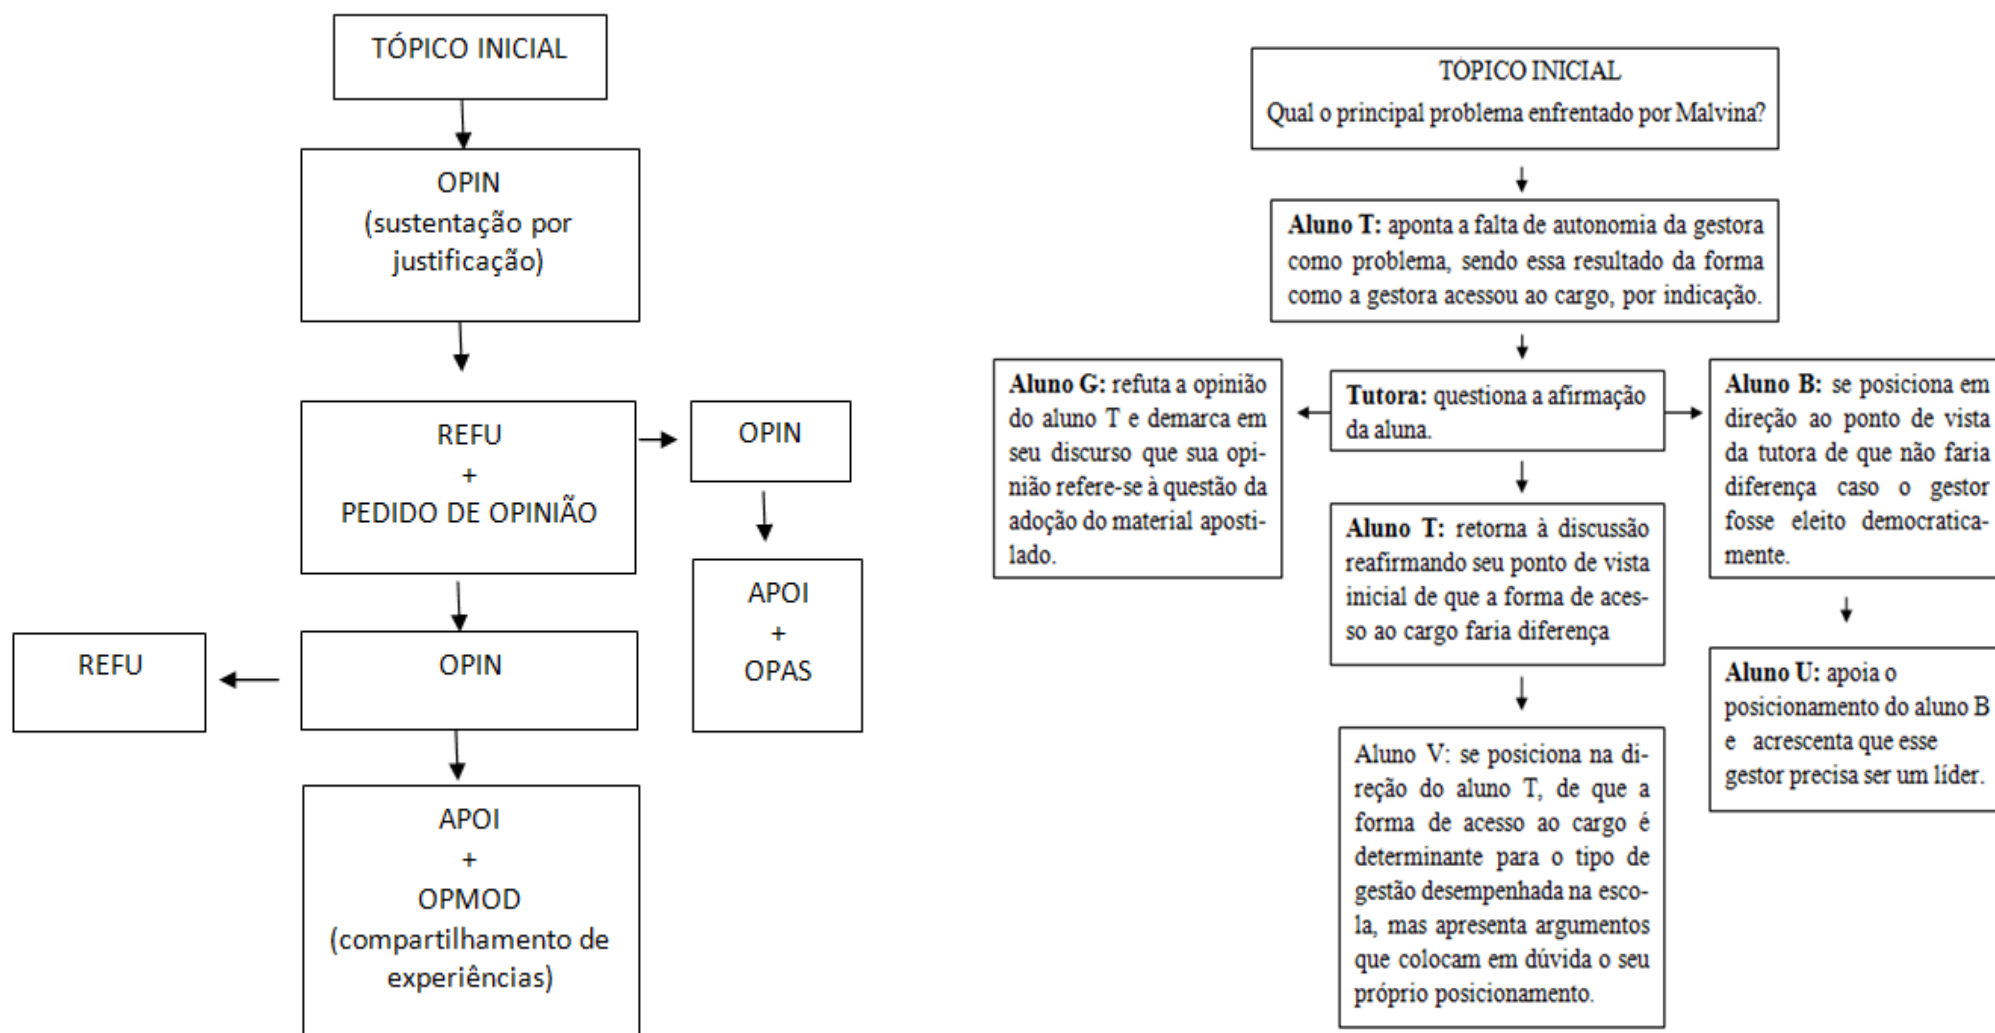 TÓPICO INICIAL
OPIN
(sustentação por
justificação)
REFU
+
PEDIDO DE OPINIÃO
OPIN
APOI
+
OPAS
REFU
OPIN
APOI
+
OPMOD
(compartilhamento de
experiências)
TÓPICO INICIAL
Qual o principal problema enfrentado por Malvina?
Aluno T: aponta a falta de autonomia da gestora
como problema, sendo essa resultado da forma
como a gestora acessou ao cargo, por indicação.
Aluno G: refuta a opinião
do aluno T e demarca em
seu discurso que sua opi-
nião refere-se à questão da
adoção do material aposti-
lado.
Tutora: questiona a afirmação
da aluna.
Aluno B: se posiciona em
direção ao ponto de vista
da tutora de que não faria
diferença caso o gestor
fosse eleito democratica-
mente.
Aluno T: retorna à discussão
reafirmando seu ponto de vista
inicial de que a forma de aces-
so ao cargo faria diferença
Aluno U: apoia o
posicionamento do aluno B
e acrescenta que esse
gestor precisa ser um líder.
Aluno V: se posiciona na di-
reção do aluno T, de que a
forma de acesso ao cargo é
determinante para o tipo de
gestão desempenhada na esco-
la, mas apresenta argumentos
que colocam em dúvida o seu
próprio posicionamento.